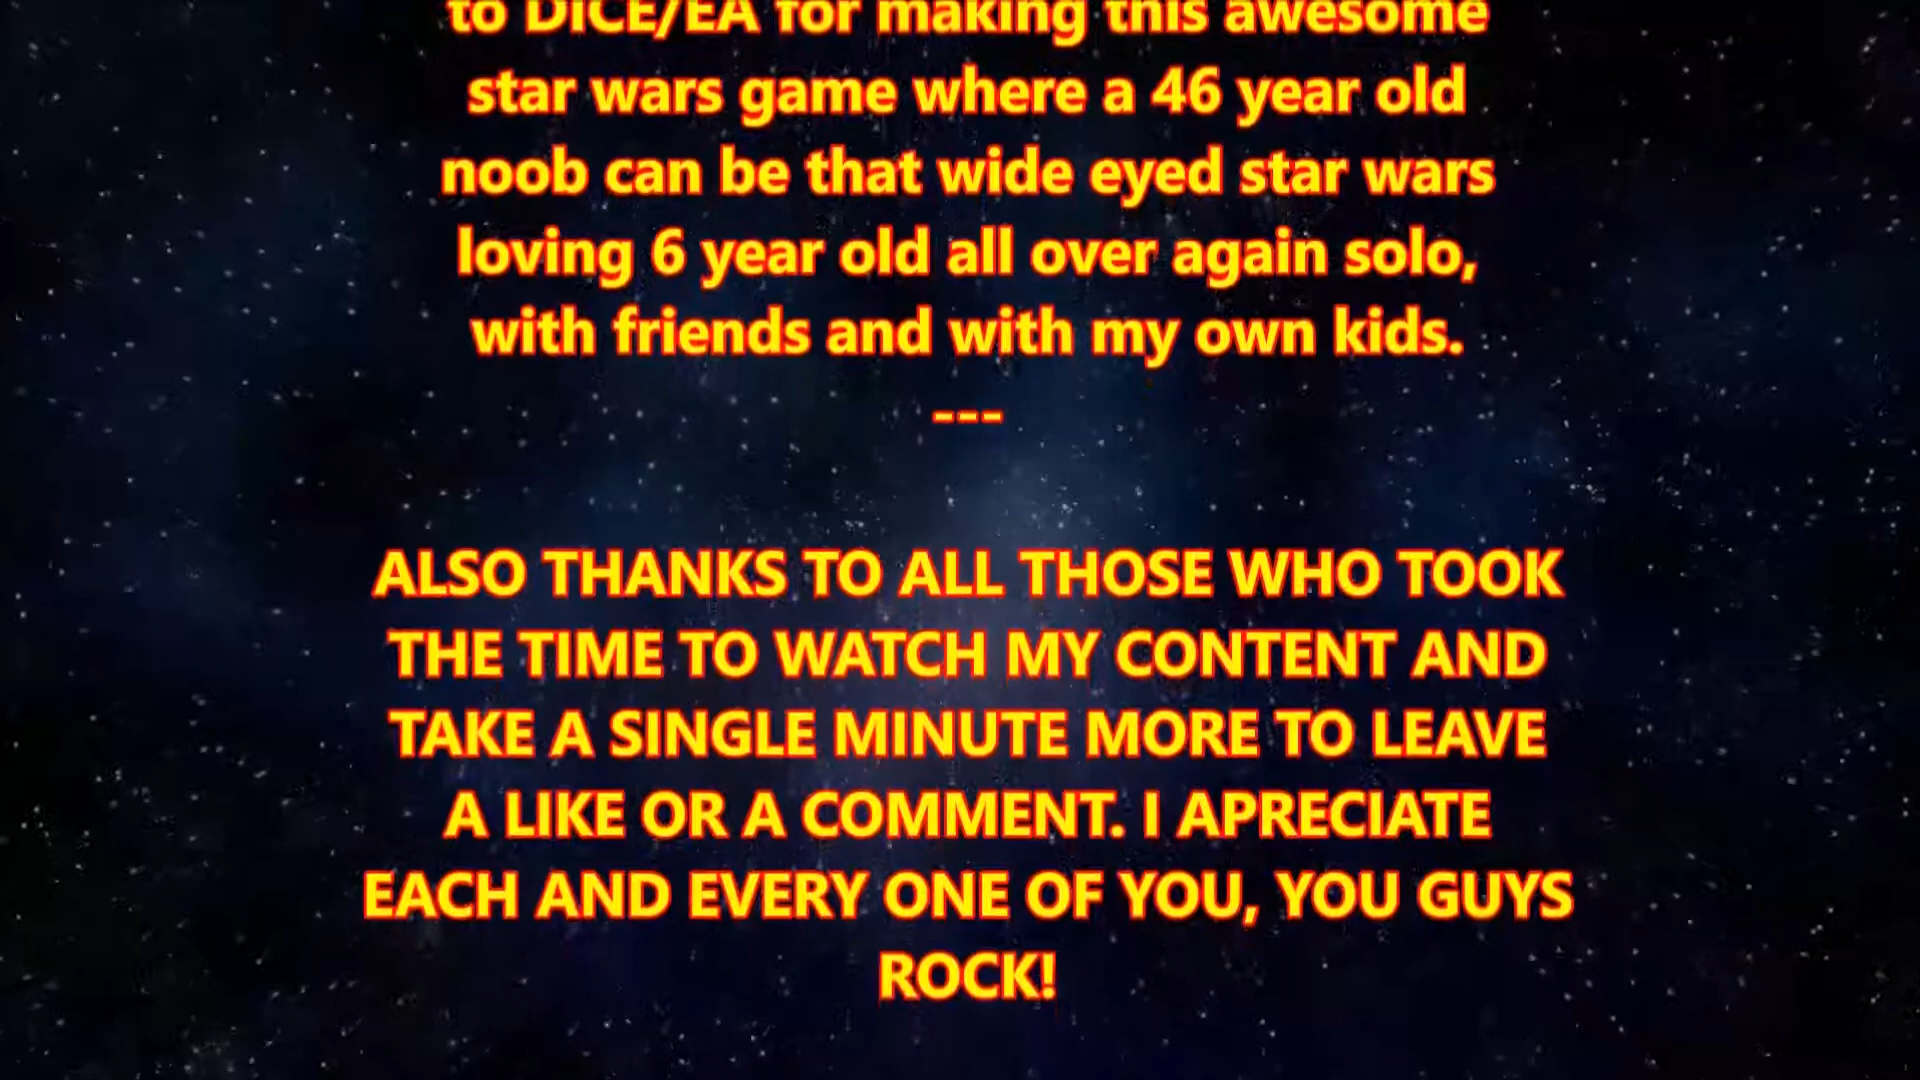 to DICE/EA for making this awesome
star wars game where a 46 year old
noob can be that wide eyed star wars
loving 6 year old all over again solo,
with friends and with my own kids.
---
ALSO THANKS TO ALL THOSE WHO TOOK
THE TIME TO WATCH MY CONTENT AND
TAKE A SINGLE MINUTE MORE TO LEAVE
A LIKE OR A COMMENT. I APRECIATE
EACH AND EVERY ONE OF YOU, YOU GUYS
ROCK!